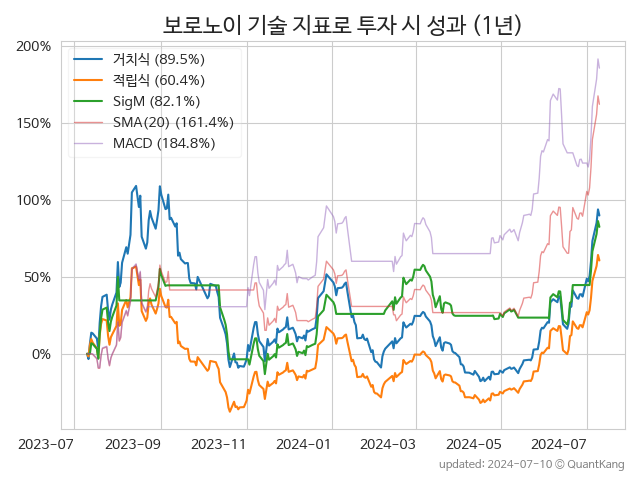 보로노이 기술 지표로 투자 시 성과 (1년)
200%
150%
100%
50%
0%
거치식 (89.5%)
적립식 (60.4%)
SigM (82.1%)
SMA(20) (161.4%)
MACD (184.8%)
2023-07
2023-09
2023-11
2024-01
2024-03
2024-05
2024-07
updated: 2024-07-10 © QuantKang